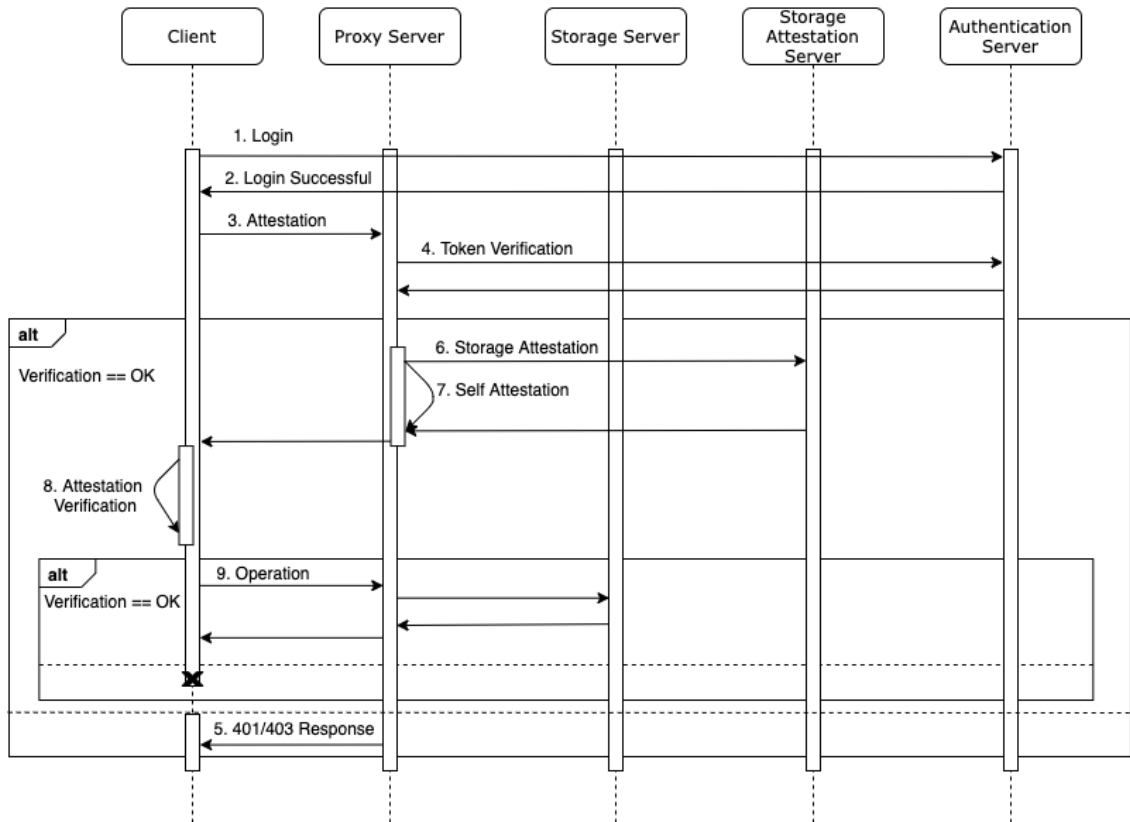 Client
Proxy Server
Storage Server
Storage
Attestation
Server
Authentication
Server
1. Login
2. Login Successful
3. Attestation
4. Token Verification
alt
Verification == OK
6. Storage Attestation
7. Self Attestation
8. Attestation
Verification
alt
9. Operation
Verification == OK
5. 401/403 Response